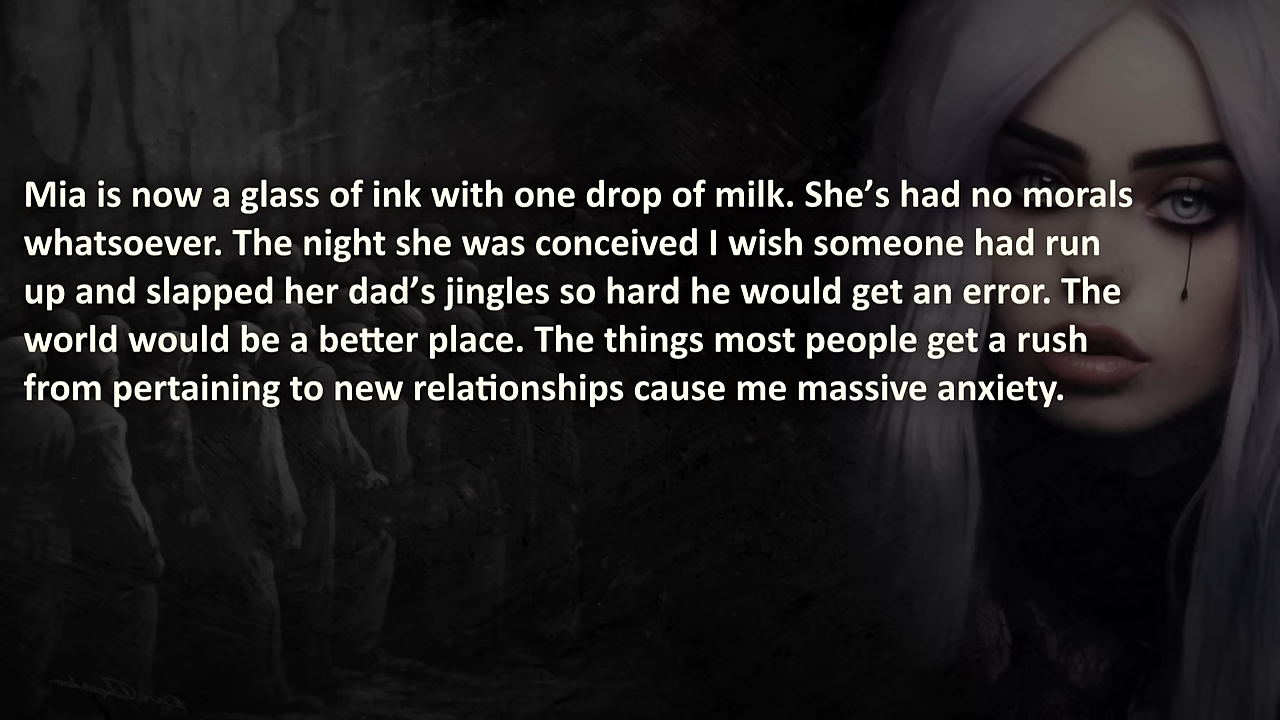 Mia is now a glass of ink with one drop of milk. She’s had no morals
whatsoever. The night she was conceived I wish someone had run
up and slapped her dad’s jingles so hard he would get an error. The
world would be a better place. The things most people get a rush
from pertaining to new relationships cause me massive anxiety.